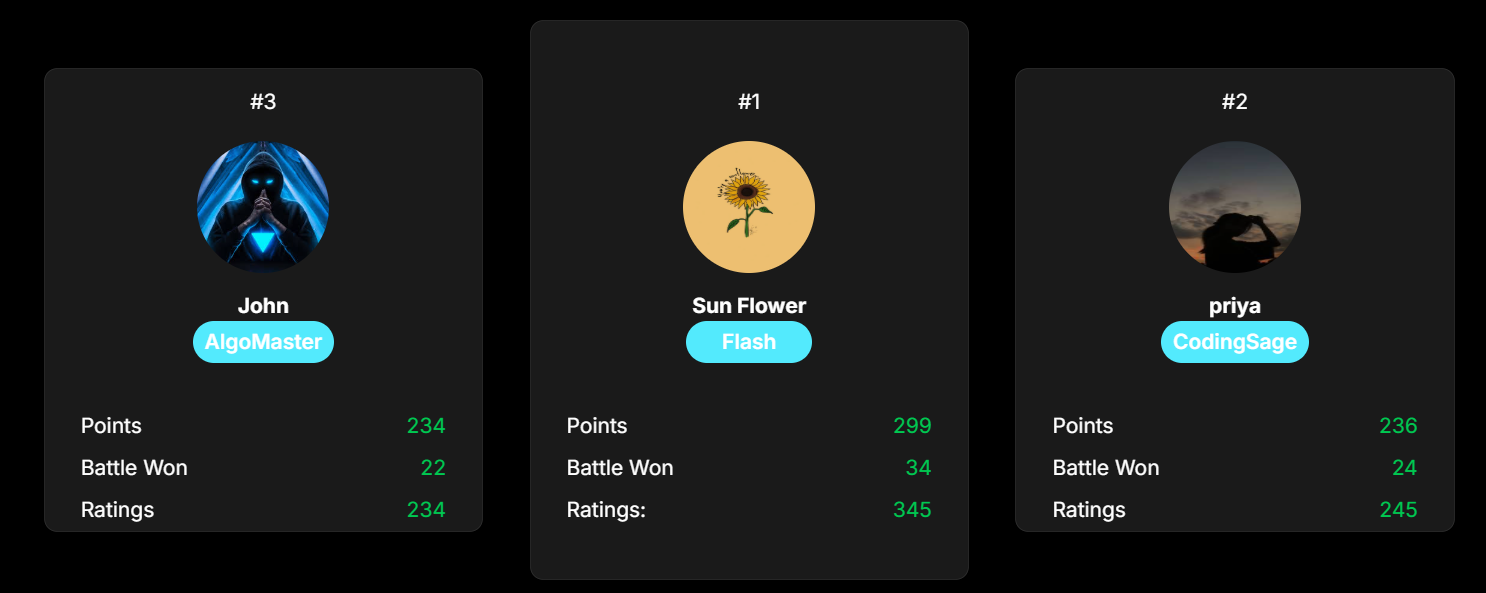 #3
John
AlgoMaster
Points 234
Battle Won 22
Ratings 234
#1
Sun Flower
Flash
Points 299
Battle Won 34
Ratings: 345
#2
priya
CodingSage
Points 236
Battle Won 24
Ratings 245